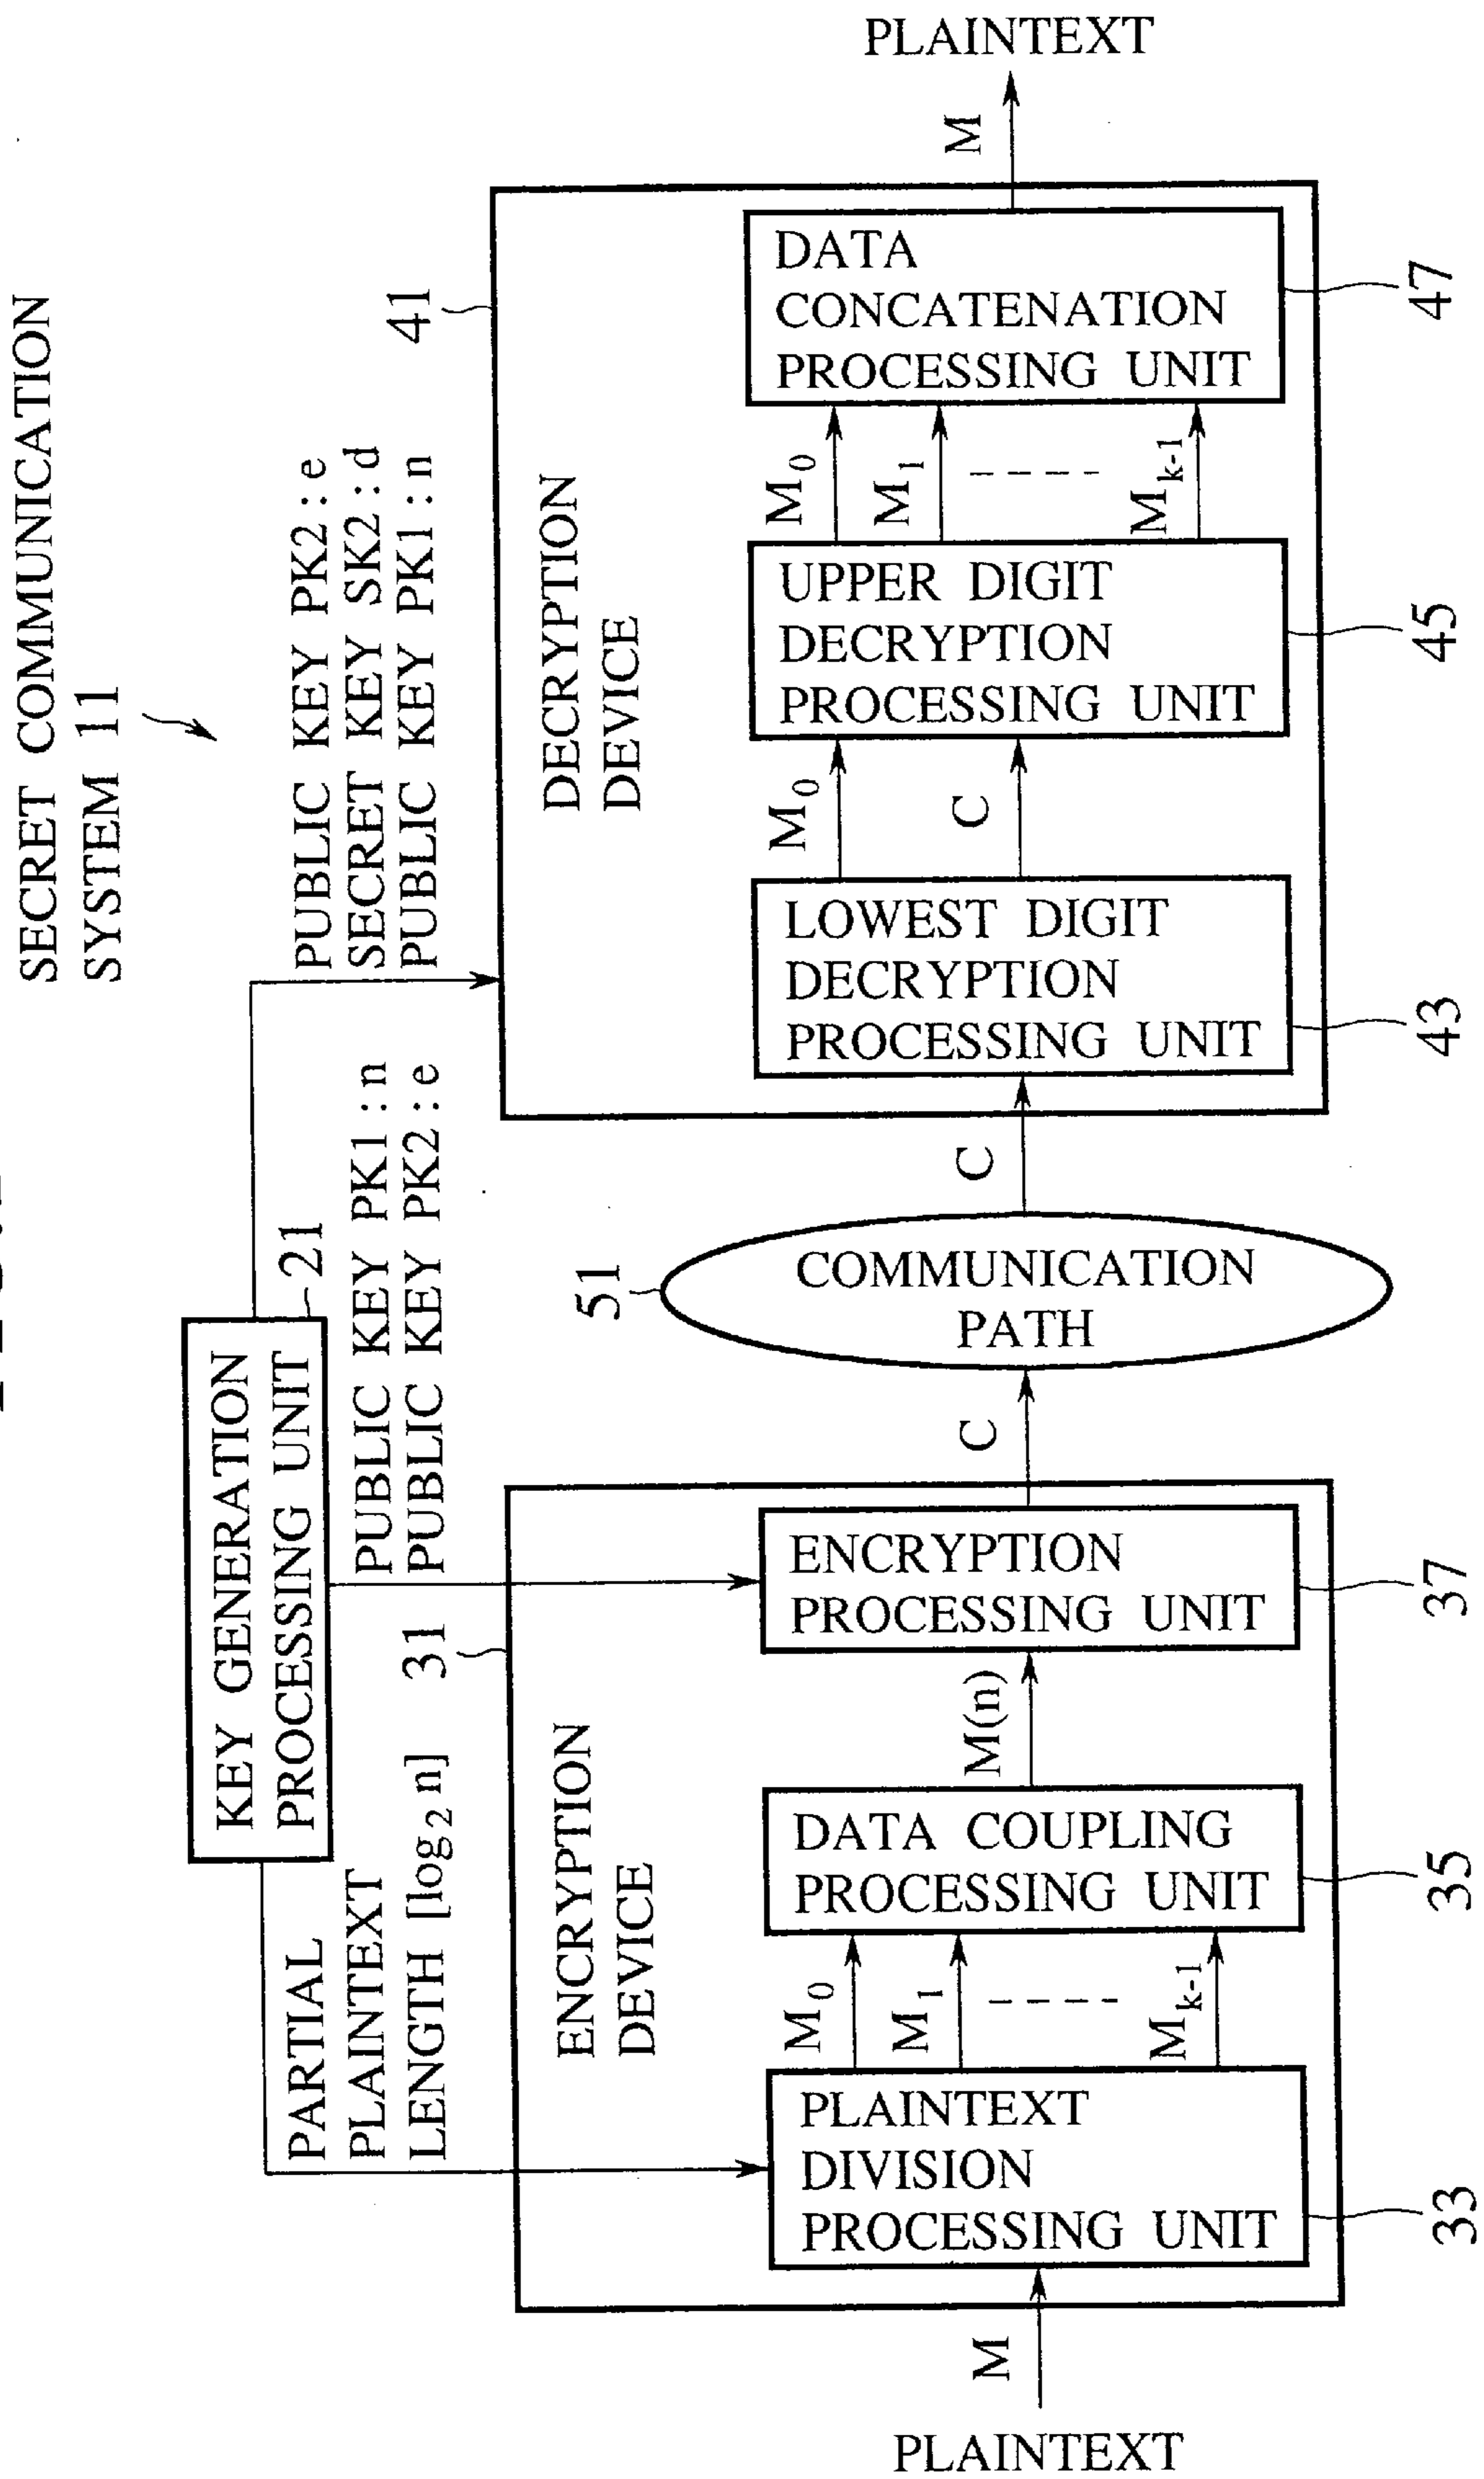 SECRET COMMUNICATION
SYSTEM 11
KEY GENERATION
PROCESSING UNIT
21
PARTIAL
PLAINTEXT
LENGTH [log2 n]
PUBLIC KEY PK1 : n
PUBLIC KEY PK2 : e
PUBLIC KEY PK2 : e
SECRET KEY SK2 : d
PUBLIC KEY PK1 : n
31
ENCRYPTION
DEVICE
PLAINTEXT
M
PLAINTEXT
DIVISION
PROCESSING UNIT
33
M0
M1
Mk-1
DATA COUPLING
PROCESSING UNIT
35
M(n)
ENCRYPTION
PROCESSING UNIT
37
C
51
COMMUNICATION
PATH
C
41
DECRYPTION
DEVICE
LOWEST DIGIT
DECRYPTION
PROCESSING UNIT
43
M0
C
UPPER DIGIT
DECRYPTION
PROCESSING UNIT
45
M0
M1
Mk-1
DATA
CONCATENATION
PROCESSING UNIT
47
M
PLAINTEXT